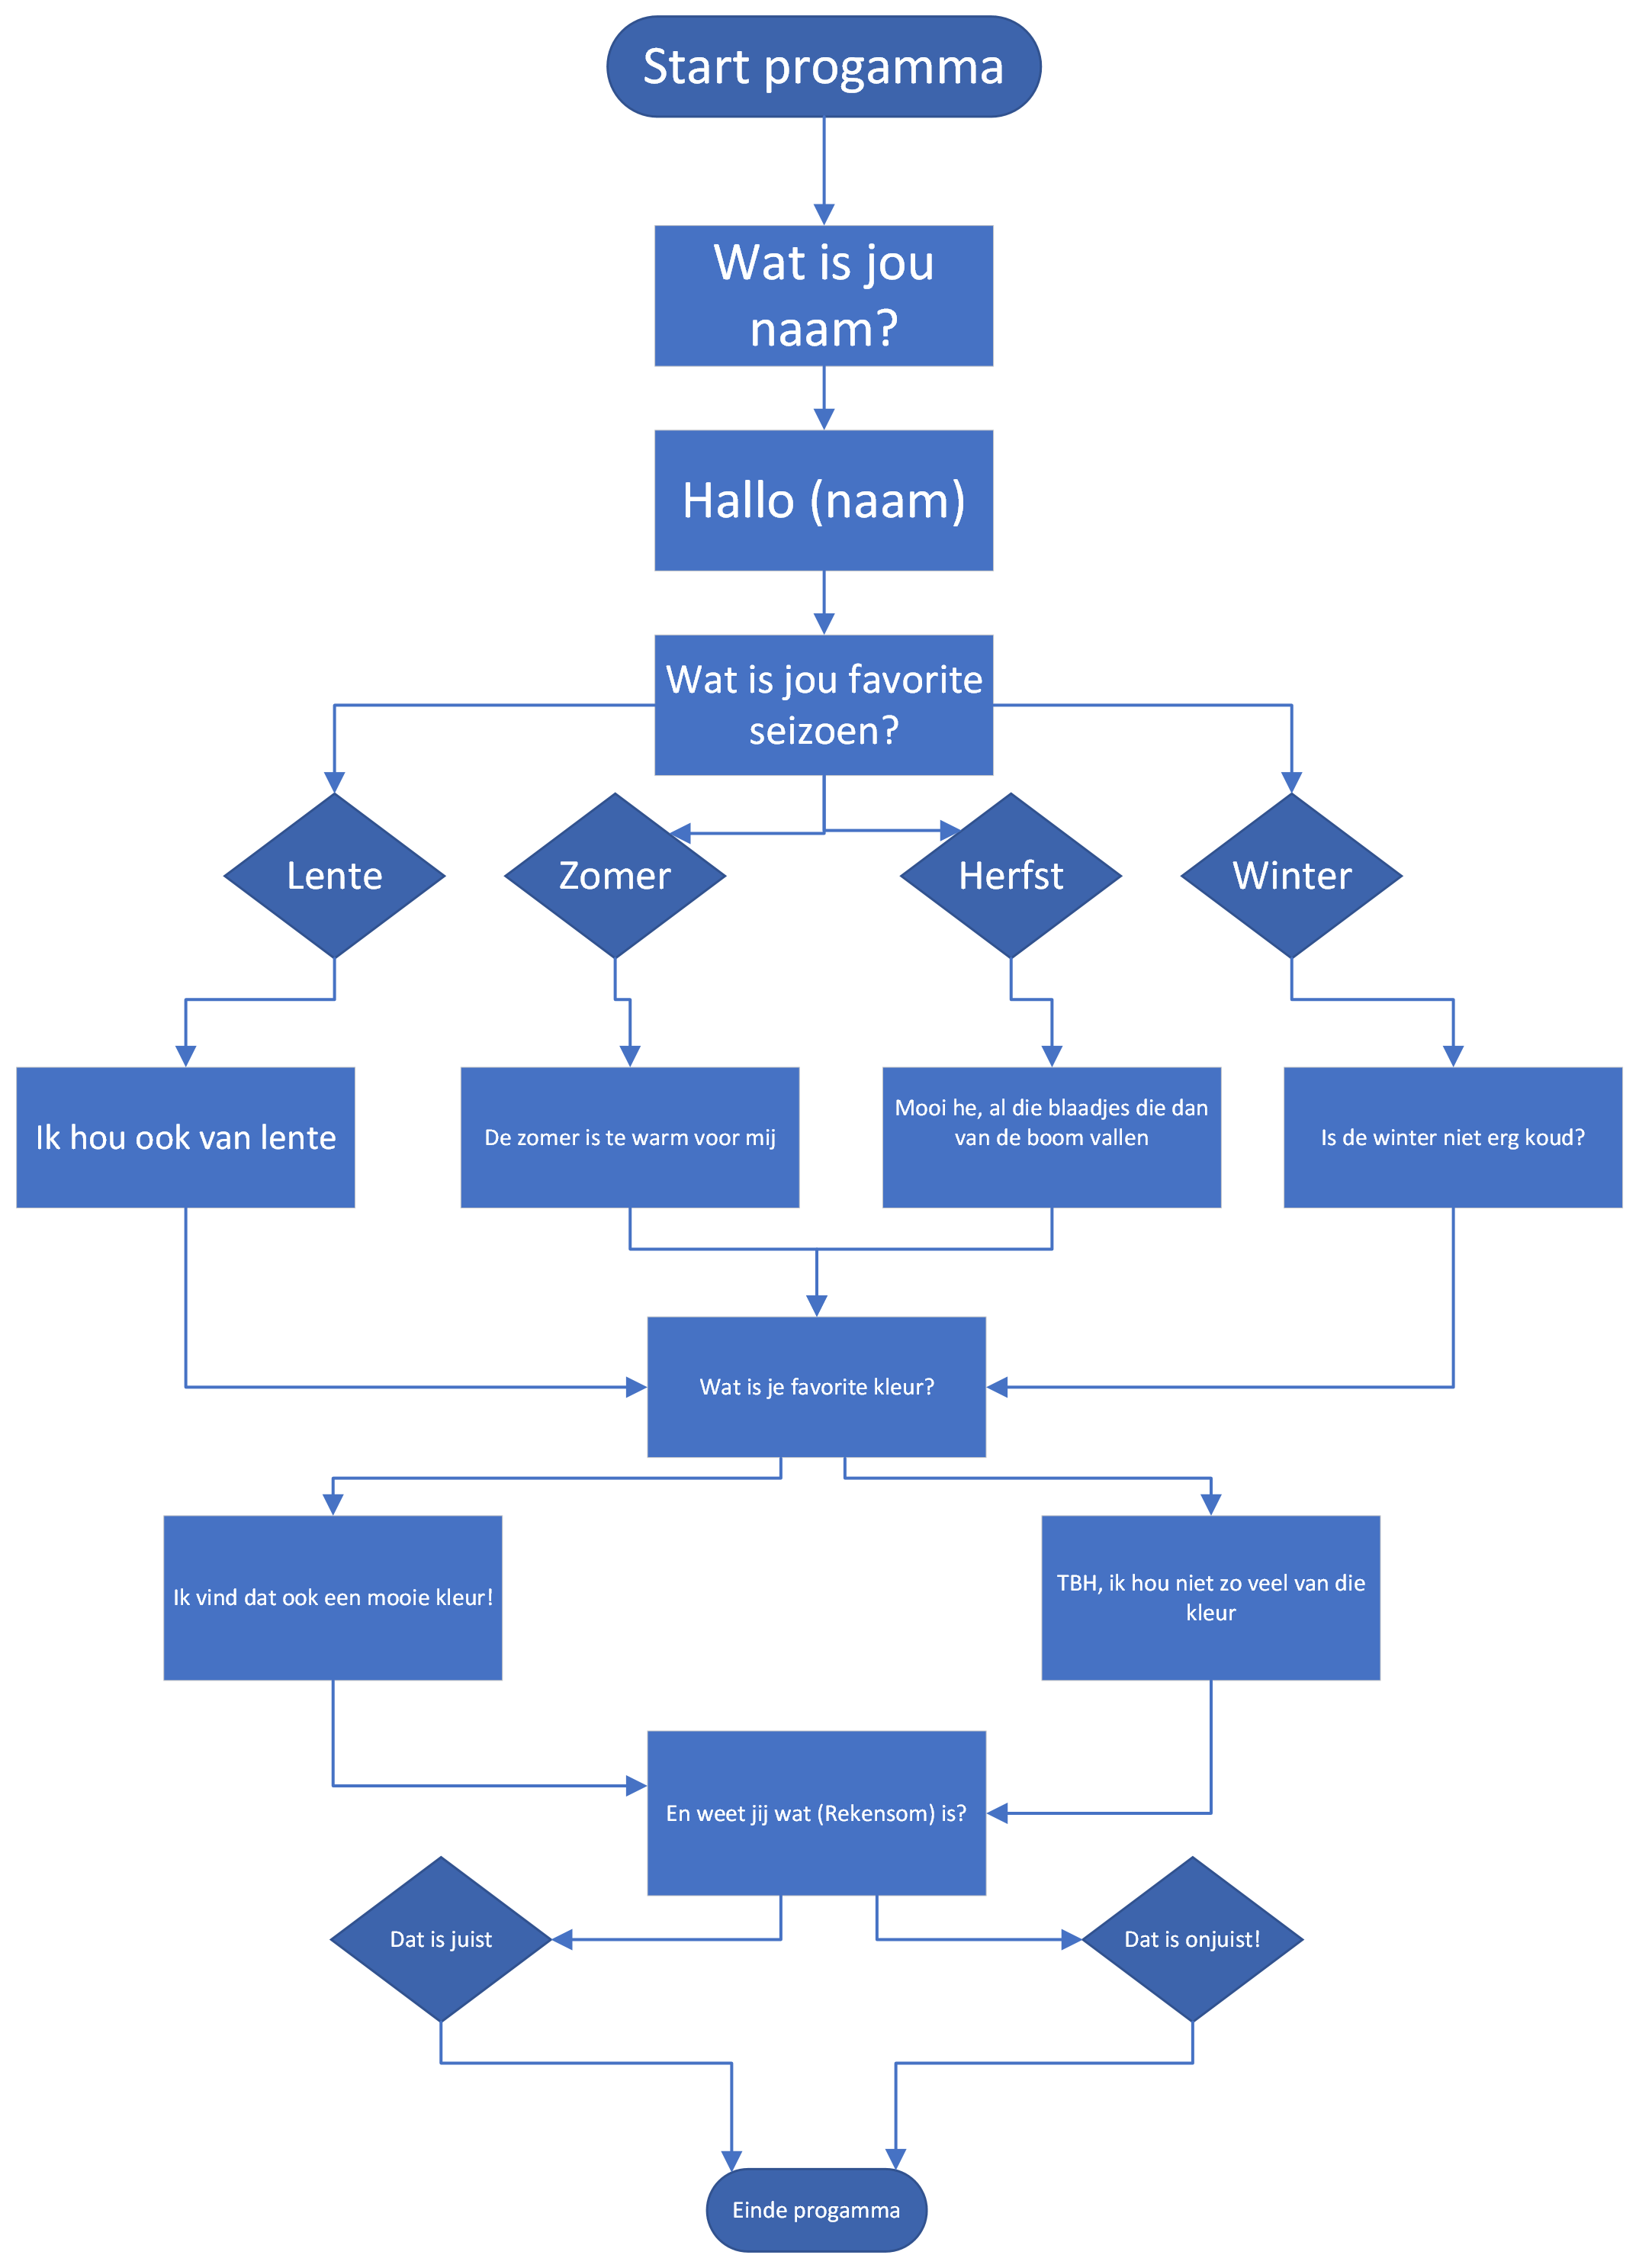 Start progamma
Wat is jou
naam?
Hallo (naam)
Wat is jou favorite
seizoen?
Lente
Zomer
Herfst
Winter
Ik hou ook van lente
De zomer is te warm voor mij
Mooi he, al die blaadjes die dan
van de boom vallen
Is de winter niet erg koud?
Wat is je favorite kleur?
Ik vind dat ook een mooie kleur!
TBH, ik hou niet zo veel van die
kleur
En weet jij wat (Rekensom) is?
Dat is juist
Dat is onjuist!
Einde progamma